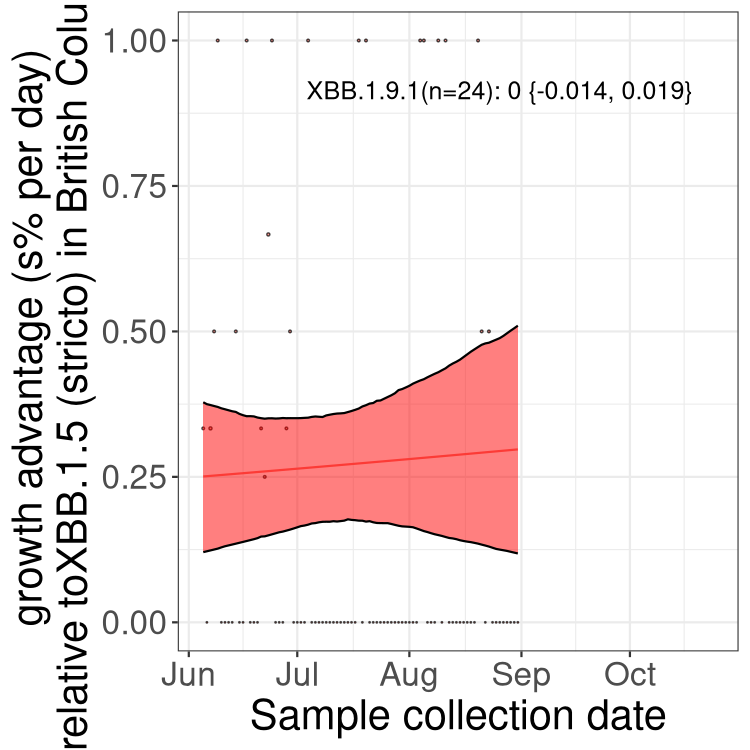 growth advantage (s% per day)
relative toXBB.1.5 (stricto) in British Colu
1.00
0.75
0.50
0.25
0.00
XBB.1.9.1(n=24): 0 {-0.014, 0.019}
Jun Jul Aug Sep Oct
Sample collection date